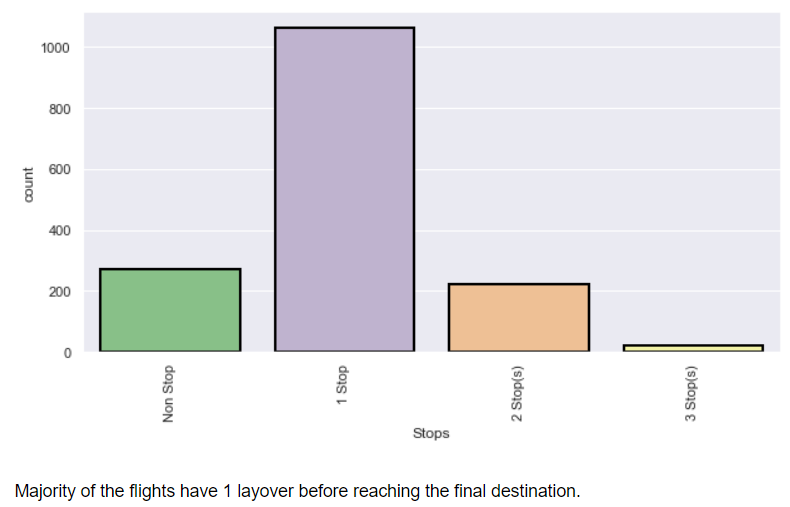 1000
800
600
400
200
0
count
Non Stop
1 Stop
2 Stop(s)
3 Stop(s)
Stops
Majority of the flights have 1 layover before reaching the final destination.